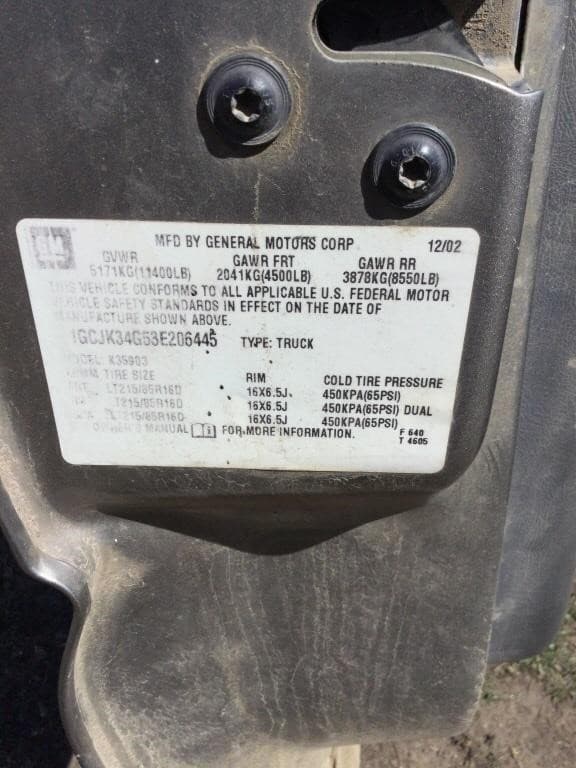 GM
MFD BY GENERAL MOTORS CORP 12/02
GVWR GAWR FRT GAWR RR
5171KG(11400LB) 2041KG(4500LB) 3878KG(8550LB)
THIS VEHICLE CONFORMS TO ALL APPLICABLE U.S. FEDERAL MOTOR
VEHICLE SAFETY STANDARDS IN EFFECT ON THE DATE OF
MANUFACTURE SHOWN ABOVE.
1GCJK34G53E206445 TYPE: TRUCK
MODEL: K35903
TIRE SIZE RIM COLD TIRE PRESSURE
LT215/85R16D 16X6.5J 450KPA(65PSI)
LT215/85R16D 16X6.5J 450KPA(65PSI) DUAL
LT215/85R16D 16X6.5J 450KPA(65PSI)
OWNER'S MANUAL FOR MORE INFORMATION. F 640
T 4605